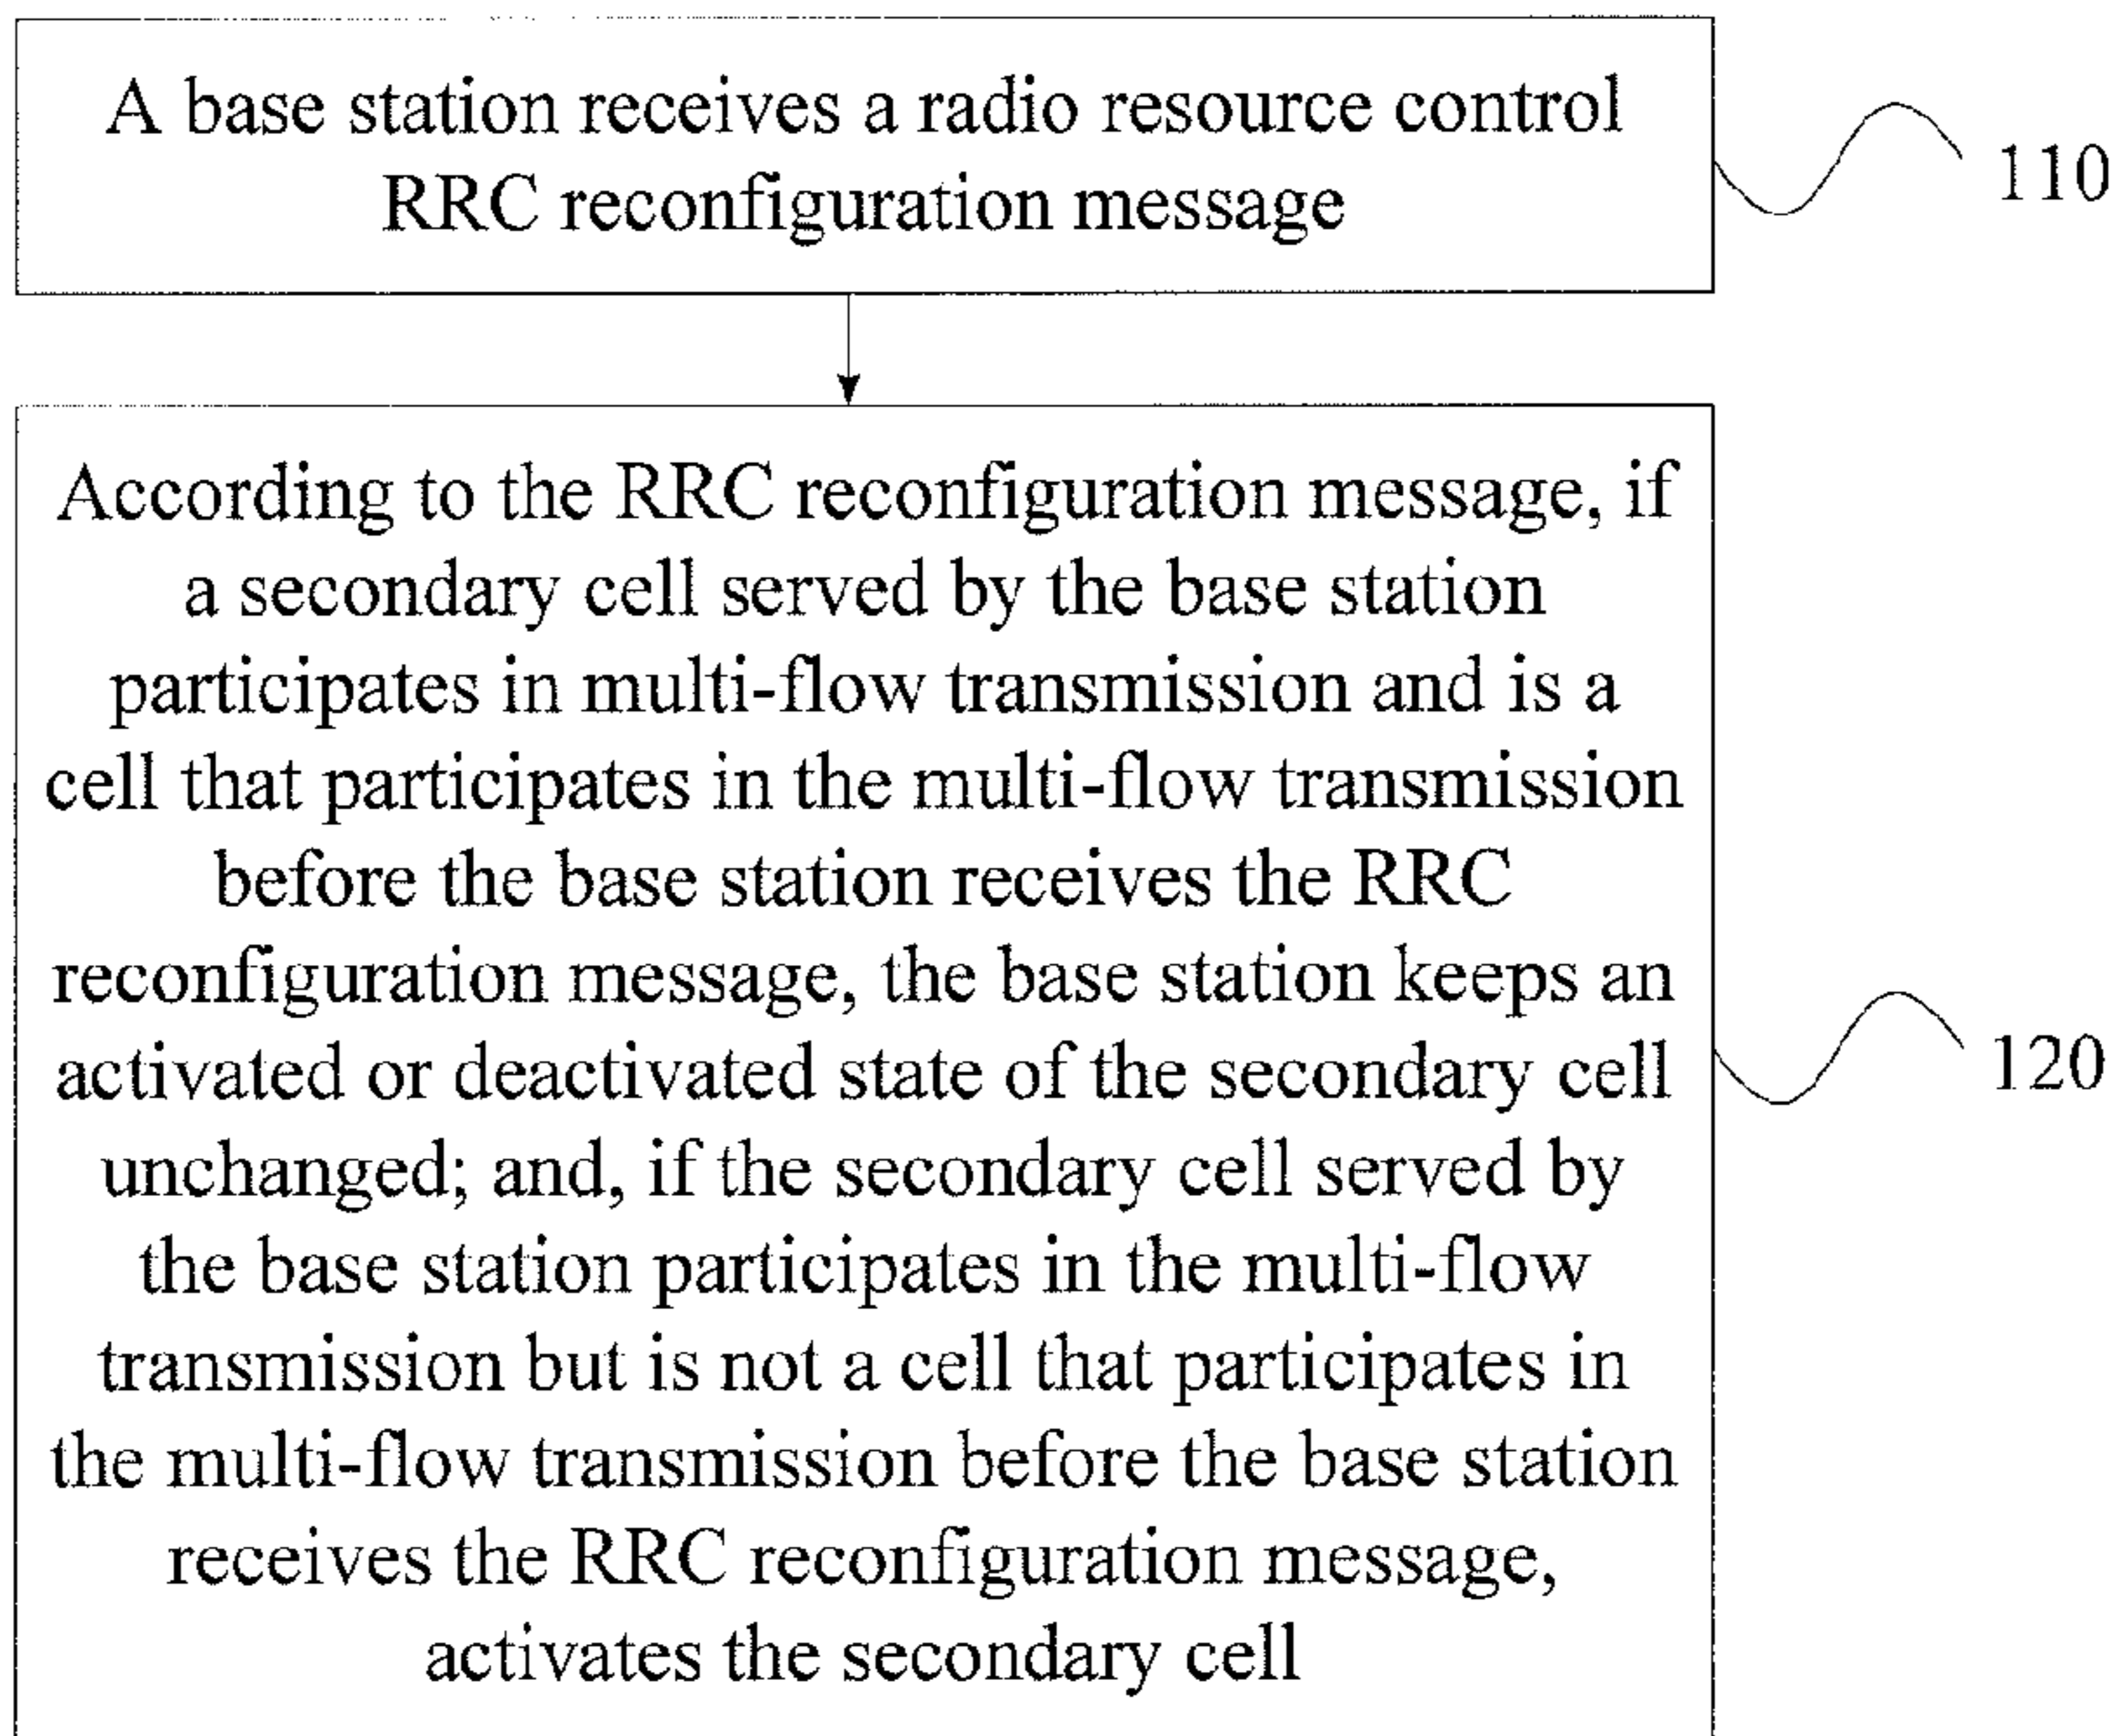 A base station receives a radio resource control
RRC reconfiguration message
110
According to the RRC reconfiguration message, if
a secondary cell served by the base station
participates in multi-flow transmission and is a
cell that participates in the multi-flow transmission
before the base station receives the RRC
reconfiguration message, the base station keeps an
activated or deactivated state of the secondary cell
unchanged; and, if the secondary cell served by
the base station participates in the multi-flow
transmission but is not a cell that participates in
the multi-flow transmission before the base station
receives the RRC reconfiguration message,
activates the secondary cell
120